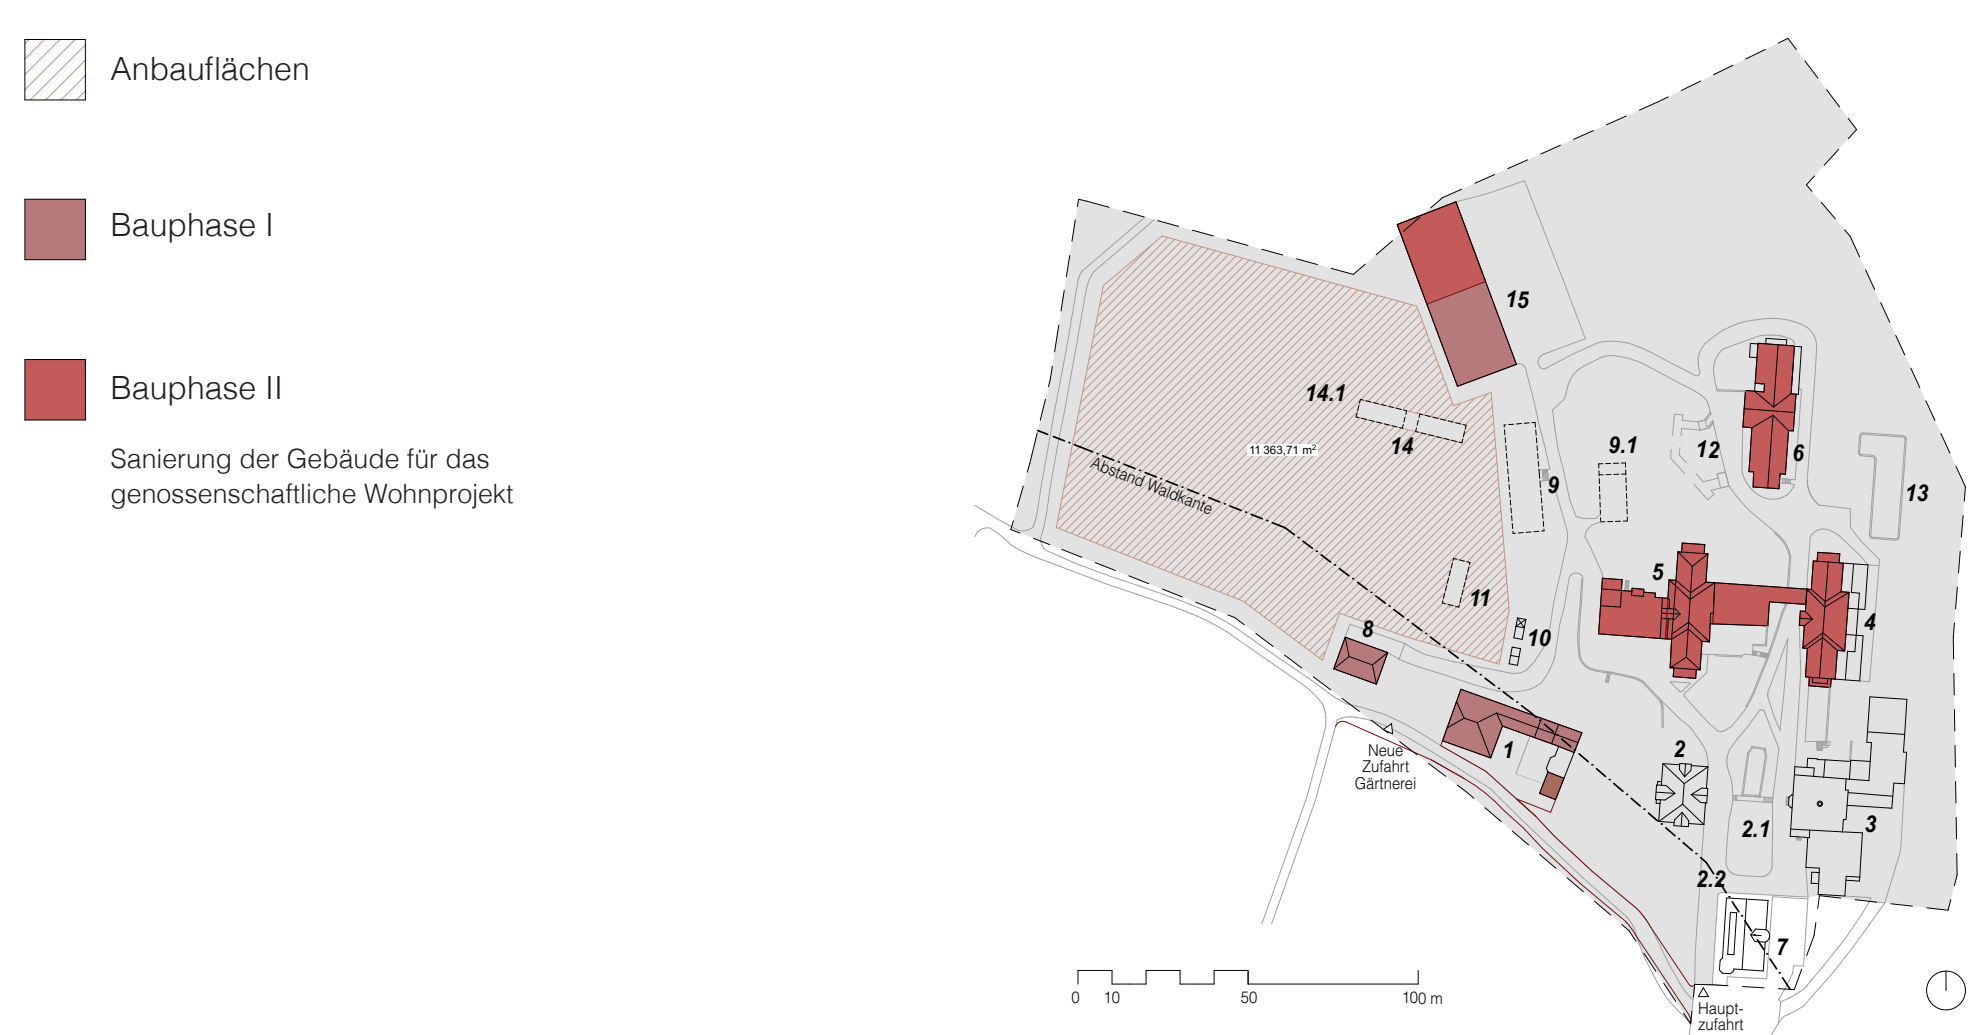 Anbauflächen
Bauphase I
Bauphase II
Sanierung der Gebäude für das
genossenschaftliche Wohnprojekt
15
14.1
14
11 363,71 m²
Abstand Waldkante
9
9.1
12
6
13
5
4
11
10
8
1
Neue
Zufahrt
Gärtnerei
2
2.1
3
2.2
7
0 10 50 100 m
Haupt-
zufahrt